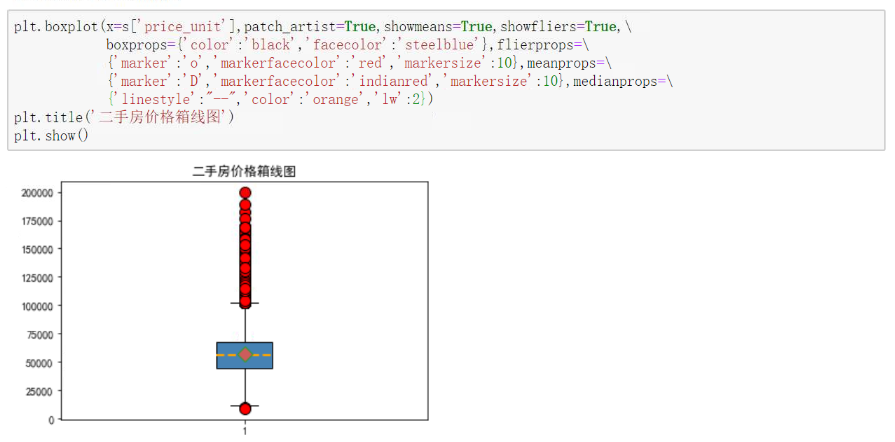 plt.boxplot(x=s['price_unit'],patch_artist=True,showmeans=True,showfliers=True,\
boxprops={'color':'black','facecolor':'steelblue'},flierprops=\
{'marker':'o','markerfacecolor':'red','markersize':10},meanprops=\
{'marker':'D','markerfacecolor':'indianred','markersize':10},medianprops=\
{'linestyle':"--",'color':'orange','lw':2})
plt.title('二手房价格箱线图')
plt.show()
二手房价格箱线图
200000
175000
150000
125000
100000
75000
50000
25000
0
1